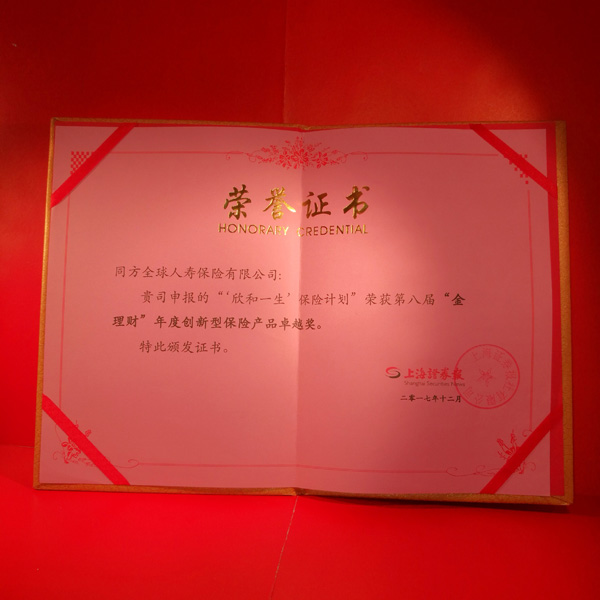 荣誉证书
HONORARY CREDENTIAL
同方全球人寿保险有限公司：
贵司申报的“‘欣和一生’保险计划”荣获第八届“金
理财”年度创新型保险产品卓越奖。
特此颁发证书。
上海證券報
Shanghai Securities News
二零一七年十二月